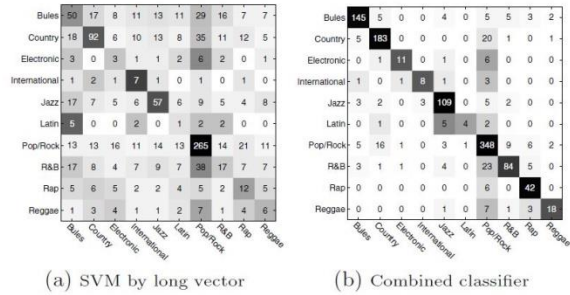 Bules 50 17 8 11 13 11 29 16 7 7
Country 18 92 6 10 13 8 35 11 12 5
Electronic 3 0 3 1 1 2 6 2 0 0
International 1 2 1 7 1 0 1 0 1 0
Jazz 17 7 5 6 57 6 9 5 4 8
Latin 5 0 0 2 0 1 2 2 0 0
Pop/Rock 13 13 16 11 14 13 265 14 21 11
R&B 17 8 4 7 9 7 38 17 7 7
Rap 5 6 5 2 2 4 5 2 12 5
Reggae 1 3 4 1 1 2 7 1 4 6
Bules Country Electronic International Jazz Latin Pop/Rock R&B Rap Reggae
(a) SVM by long vector
Bules 145 5 0 0 4 0 5 5 3 2
Country 5 183 0 0 0 0 20 1 0 1
Electronic 0 1 11 0 0 0 6 0 0 0
International 1 0 0 8 1 0 3 0 0 0
Jazz 3 2 0 3 109 0 5 2 0 0
Latin 0 1 0 0 5 4 2 0 0 0
Pop/Rock 5 16 1 0 3 1 348 9 6 2
R&B 3 1 1 0 4 0 23 84 5 0
Rap 0 0 0 0 0 0 6 0 42 0
Reggae 0 0 0 0 0 0 7 1 3 18
Bules Country Electronic International Jazz Latin Pop/Rock R&B Rap Reggae
(b) Combined classifier